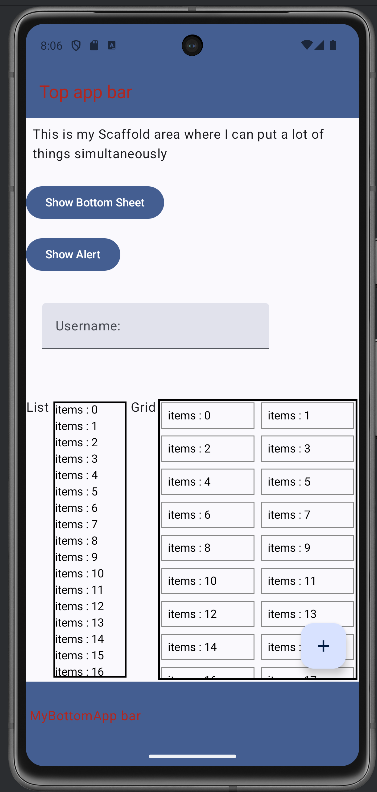 8:06
Top app bar
This is my Scaffold area where I can put a lot of
things simultaneously
Show Bottom Sheet
Show Alert
Username:
List
items : 0
items : 1
items : 2
items : 3
items : 4
items : 5
items : 6
items : 7
items : 8
items : 9
items : 10
items : 11
items : 12
items : 13
items : 14
items : 15
items : 16
Grid
items : 0
items : 1
items : 2
items : 3
items : 4
items : 5
items : 6
items : 7
items : 8
items : 9
items : 10
items : 11
items : 12
items : 13
items : 14
items :
+
MyBottomApp bar